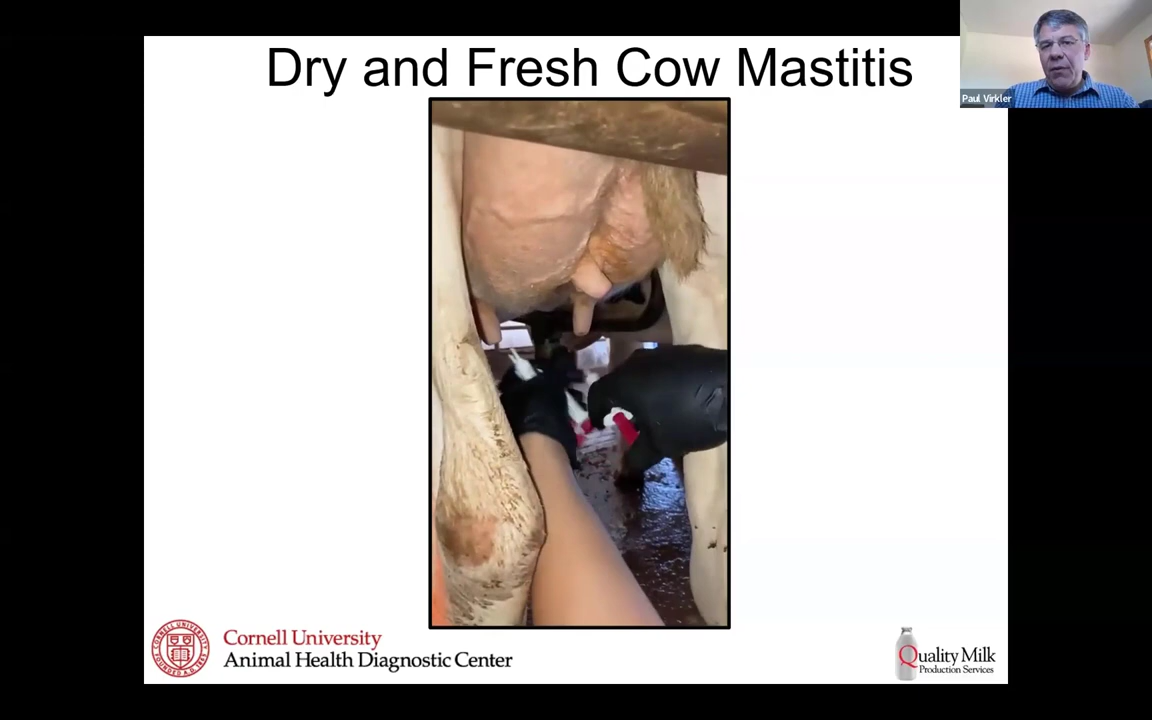 Dry and Fresh Cow Mastitis
Paul Virkler
Cornell University
Animal Health Diagnostic Center
Quality Milk
Production Services